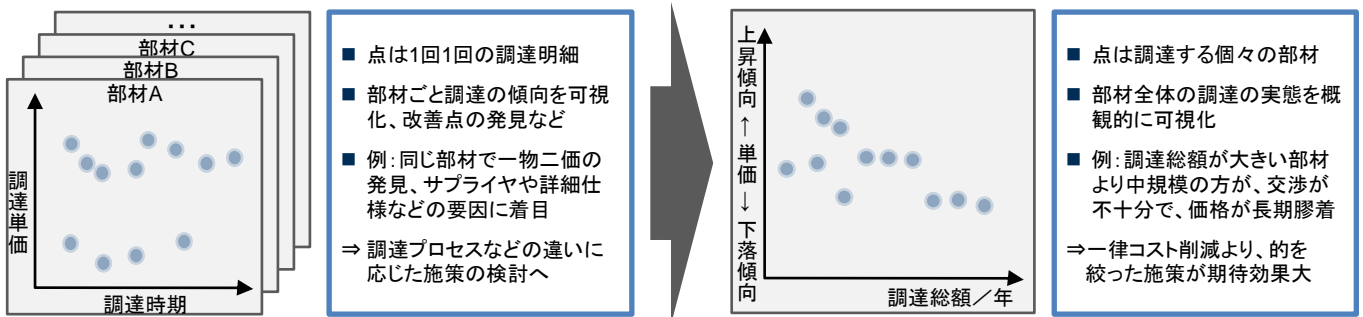 …
部材C
部材B
部材A
調達単価
調達時期
■ 点は1回1回の調達明細
■ 部材ごと調達の傾向を可視
化、改善点の発見など
■ 例：同じ部材で一物二価の
発見、サプライヤや詳細仕
様などの要因に着目
⇒ 調達プロセスなどの違いに
応じた施策の検討へ
上昇傾向 ↑ 単価 ↓ 下落傾向
調達総額／年
■ 点は調達する個々の部材
■ 部材全体の調達の実態を概
観的に可視化
■ 例：調達総額が大きい部材
より中規模の方が、交渉が
不十分で、価格が長期膠着
⇒一律コスト削減より、的を
絞った施策が期待効果大